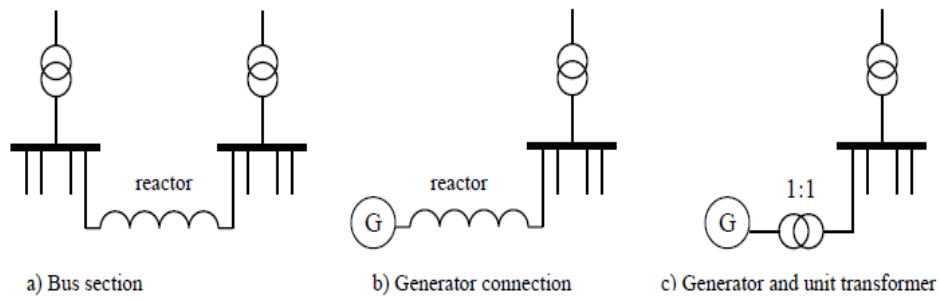 reactor
reactor
1:1
G
G
a) Bus section
b) Generator connection
c) Generator and unit transformer